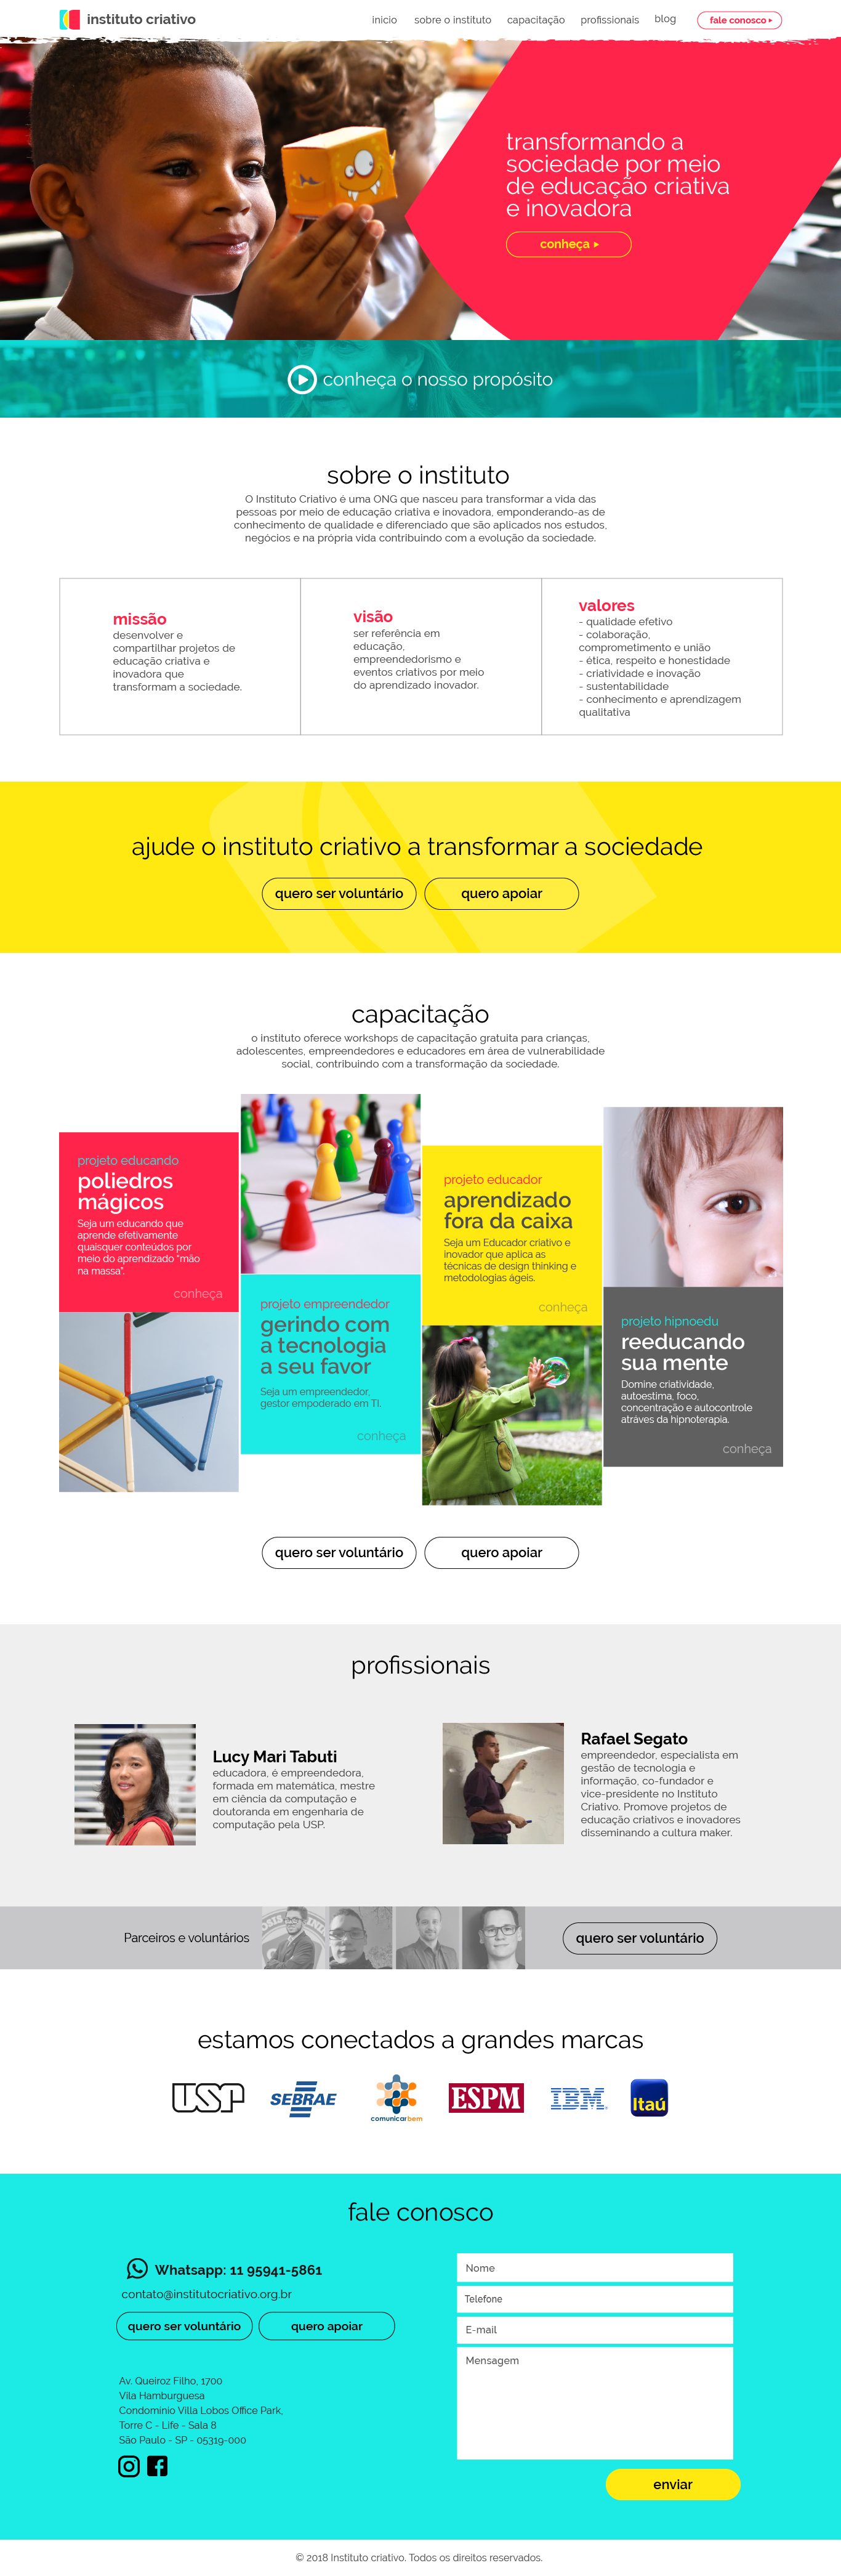 instituto criativo
inicio
sobre o instituto
capacitação
profissionais
blog
fale conosco
transformando a
sociedade por meio
de educação criativa
e inovadora
conheça
conheça o nosso propósito
sobre o instituto
O Instituto Criativo é uma ONG que nasceu para transformar a vida das
pessoas por meio de educação criativa e inovadora, emponderando-as de
conhecimento de qualidade e diferenciado que são aplicados nos estudos,
negócios e na própria vida contribuindo com a evolução da sociedade.
missão
desenvolver e
compartilhar projetos de
educação criativa e
inovadora que
transformam a sociedade.
visão
ser referência em
educação,
empreendedorismo e
eventos criativos por meio
do aprendizado inovador.
valores
- qualidade efetivo
- colaboração,
comprometimento e união
- ética, respeito e honestidade
- criatividade e inovação
- sustentabilidade
- conhecimento e aprendizagem
qualitativa
ajude o instituto criativo a transformar a sociedade
quero ser voluntário
quero apoiar
capacitação
o instituto oferece workshops de capacitação gratuita para crianças,
adolescentes, empreendedores e educadores em área de vulnerabilidade
social, contribuindo com a transformação da sociedade.
projeto educando
poliedros
mágicos
Seja um educando que
aprende efetivamente
quaisquer conteúdos por
meio do aprendizado "mão
na massa".
conheça
projeto empreendedor
gerindo com
a tecnologia
a seu favor
Seja um empreendedor,
gestor empoderado em TI.
conheça
projeto educador
aprendizado
fora da caixa
Seja um Educador criativo e
inovador que aplica as
técnicas de design thinking e
metodologias ágeis.
conheça
projeto hipnoedu
reeducando
sua mente
Domine criatividade,
autoestima, foco,
concentração e autocontrole
atráves da hipnoterapia.
conheça
quero ser voluntário
quero apoiar
profissionais
Lucy Mari Tabuti
educadora, é empreendedora,
formada em matemática, mestre
em ciência da computação e
doutoranda em engenharia de
computação pela USP.
Rafael Segato
empreendedor, especialista em
gestão de tecnologia e
informação, co-fundador e
vice-presidente no Instituto
Criativo. Promove projetos de
educação criativos e inovadores
disseminando a cultura maker.
Parceiros e voluntários
quero ser voluntário
estamos conectados a grandes marcas
USP
SEBRAE
comunicarbem
ESPM
IBM
Itaú
fale conosco
Whatsapp: 11 95941-5861
contato@institutocriativo.org.br
quero ser voluntário
quero apoiar
Av. Queiroz Filho, 1700
Vila Hamburguesa
Condomínio Villa Lobos Office Park,
Torre C - Life - Sala 8
São Paulo - SP - 05319-000
Nome
Telefone
E-mail
Mensagem
enviar
© 2018 Instituto criativo. Todos os direitos reservados.